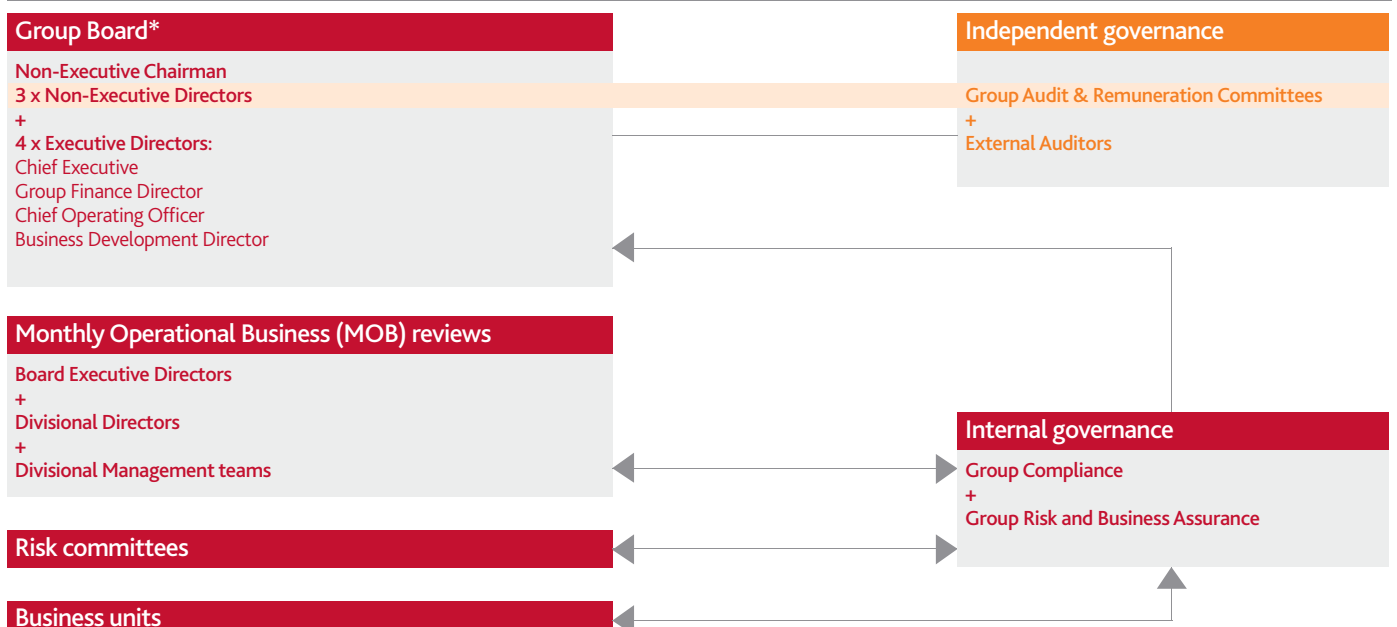 Group Board*
Non-Executive Chairman
3 x Non-Executive Directors
+
4 x Executive Directors:
Chief Executive
Group Finance Director
Chief Operating Officer
Business Development Director
Independent governance
Group Audit & Remuneration Committees
+
External Auditors
Monthly Operational Business (MOB) reviews
Board Executive Directors
+
Divisional Directors
+
Divisional Management teams
Internal governance
Group Compliance
+
Group Risk and Business Assurance
Risk committees
Business units